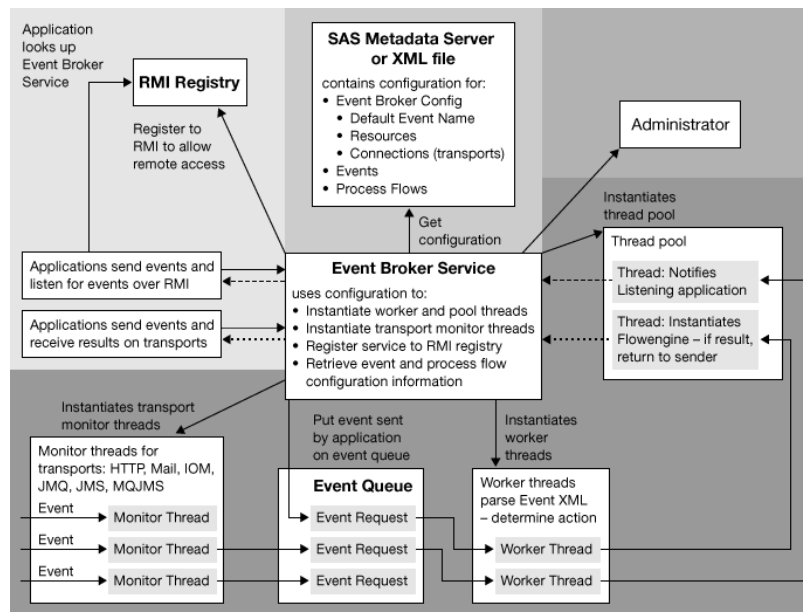 Application
looks up
Event Broker
Service
RMI Registry
Register to
RMI to allow
remote access
SAS Metadata Server
or XML file
contains configuration for:
• Event Broker Config
• Default Event Name
• Resources
• Connections (transports)
• Events
• Process Flows
Administrator
Get
configuration
Instantiates
thread pool
Applications send events and
listen for events over RMI
Applications send events and
receive results on transports
Event Broker Service
uses configuration to:
• Instantiate worker and pool threads
• Instantiate transport monitor threads
• Register service to RMI registry
• Retrieve event and process flow
configuration information
Thread pool
Thread: Notifies
Listening application
Thread: Instantiates
Flowengine – if result,
return to sender
Instantiates transport
monitor threads
Put event sent
by application
on event queue
Instantiates
worker
threads
Monitor threads for
transports: HTTP, Mail, IOM,
JMQ, JMS, MQJMS
Event
Monitor Thread
Event
Monitor Thread
Event
Monitor Thread
Event Queue
Event Request
Event Request
Event Request
Worker threads
parse Event XML
– determine action
Worker Thread
Worker Thread